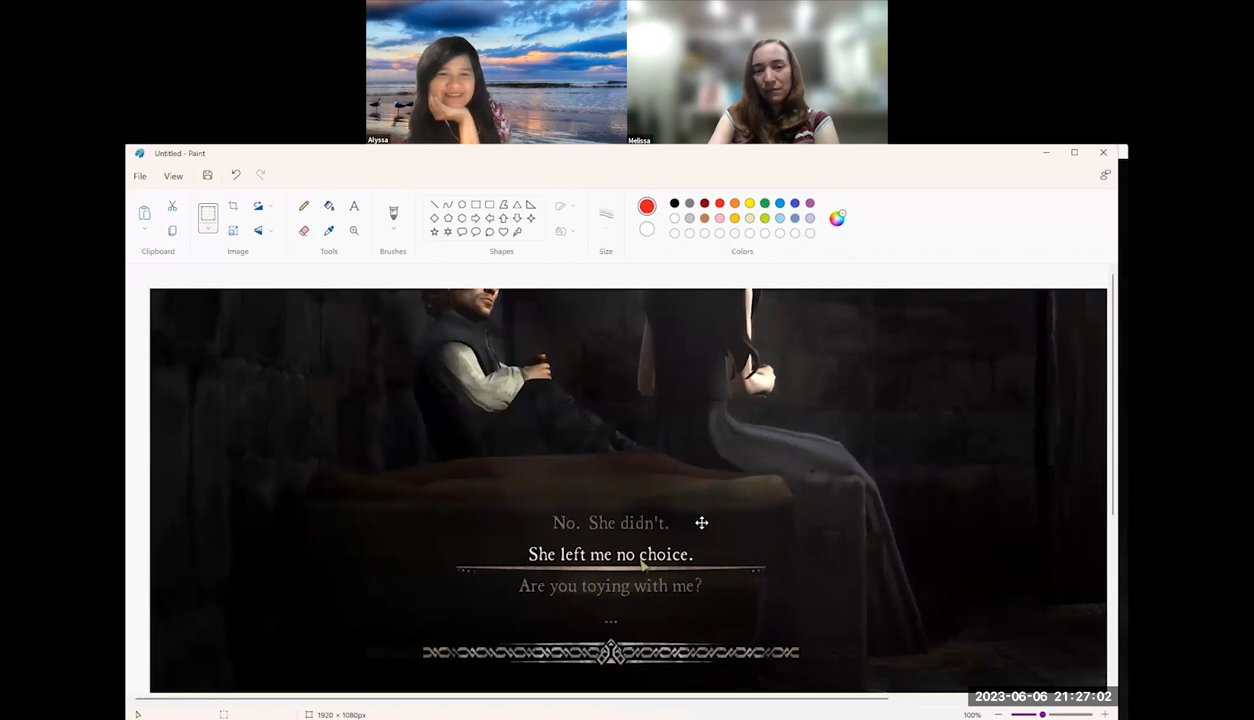 Alyssa
Melissa
Untitled - Paint
File
View
Clipboard
Image
Tools
Brushes
Shapes
Size
Colors
No. She didn't.
She left me no choice.
Are you toying with me?
...
2023-06-06 21:27:02
1920 × 1080px
100%